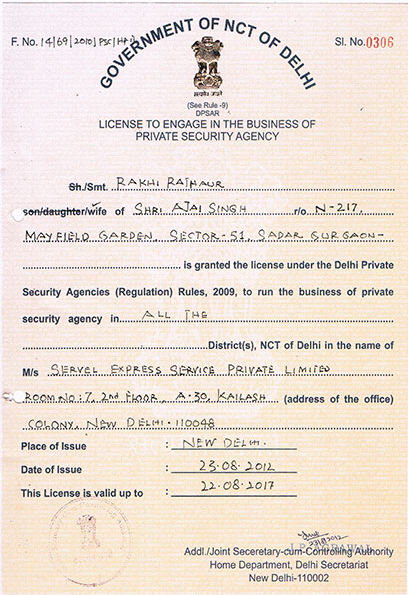 GOVERNMENT OF NCT OF DELHI
F. No. 14/69/2010/PSC/HP-I
Sl. No. 0306
(See Rule -9)
DPSAR
LICENSE TO ENGAGE IN THE BUSINESS OF
PRIVATE SECURITY AGENCY
Sh./Smt. RAKHI RATHAUR
son/daughter/wife of SHRI AJAI SINGH r/o N-217,
MAYFIELD GARDEN, SECTOR-51, SADAR GURGAON-
is granted the license under the Delhi Private
Security Agencies (Regulation) Rules, 2009, to run the business of private
security agency in ALL THE
District(s), NCT of Delhi in the name of
M/s SERVEL EXPRESS SERVICE PRIVATE LIMITED
ROOM NO:7, 2nd FLOOR, A-30, KAILASH (address of the office)
COLONY, NEW DELHI-110048
Place of Issue : NEW DELHI.
Date of Issue : 23.08.2012
This License is valid up to : 22.08.2017
Addl./Joint Seceretary-cum-Controlling Authority
Home Department, Delhi Secretariat
New Delhi-110002